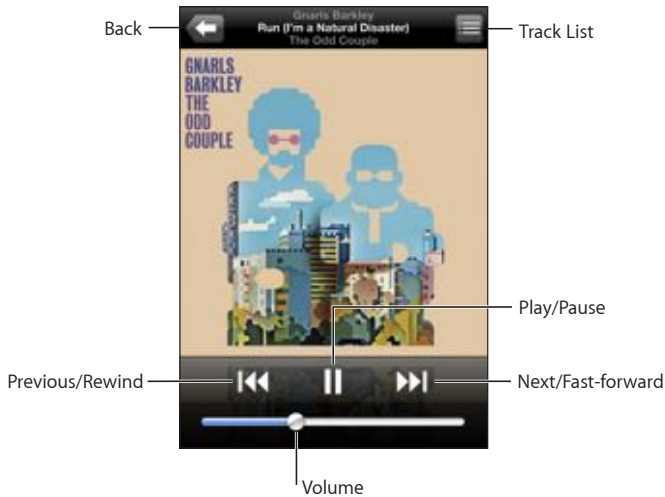 Back
Gnarls Barkley
Run (I'm a Natural Disaster)
The Odd Couple
Track List
GNARLS
BARKLEY
THE
ODD
COUPLE
Play/Pause
Previous/Rewind
Next/Fast-forward
Volume